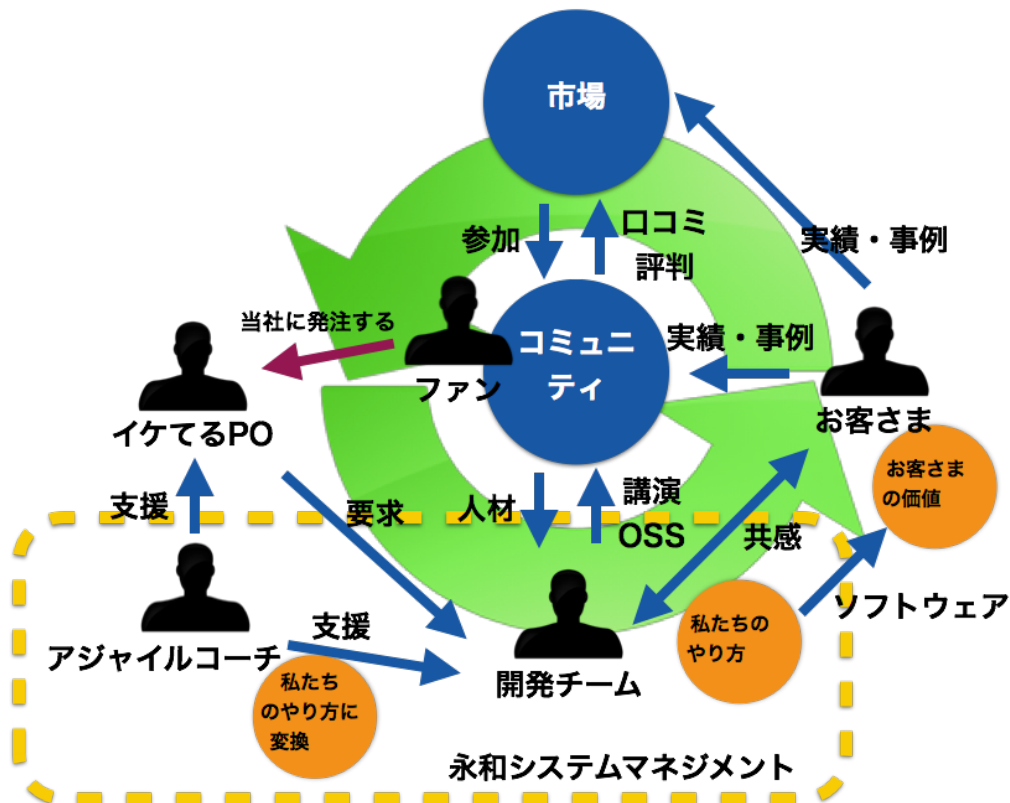 市場
参加
口コミ
評判
実績・事例
当社に発注する
ファン
コミュニ
ティ
実績・事例
お客さま
イケてるPO
お客さま
の価値
支援
要求
人材
講演
OSS
共感
ソフトウェア
アジャイルコーチ
支援
私たちの
やり方
開発チーム
私たち
のやり方に
変換
永和システムマネジメント